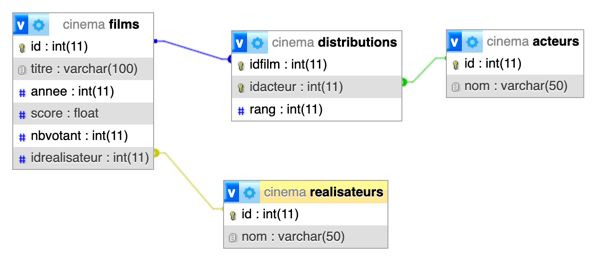 v cinema films
id : int(11)
titre : varchar(100)
# annee : int(11)
# score : float
# nbvotant : int(11)
# idrealisateur : int(11)
v cinema distributions
idfilm : int(11)
idacteur : int(11)
# rang : int(11)
v cinema acteurs
id : int(11)
nom : varchar(50)
v cinema realisateurs
id : int(11)
nom : varchar(50)